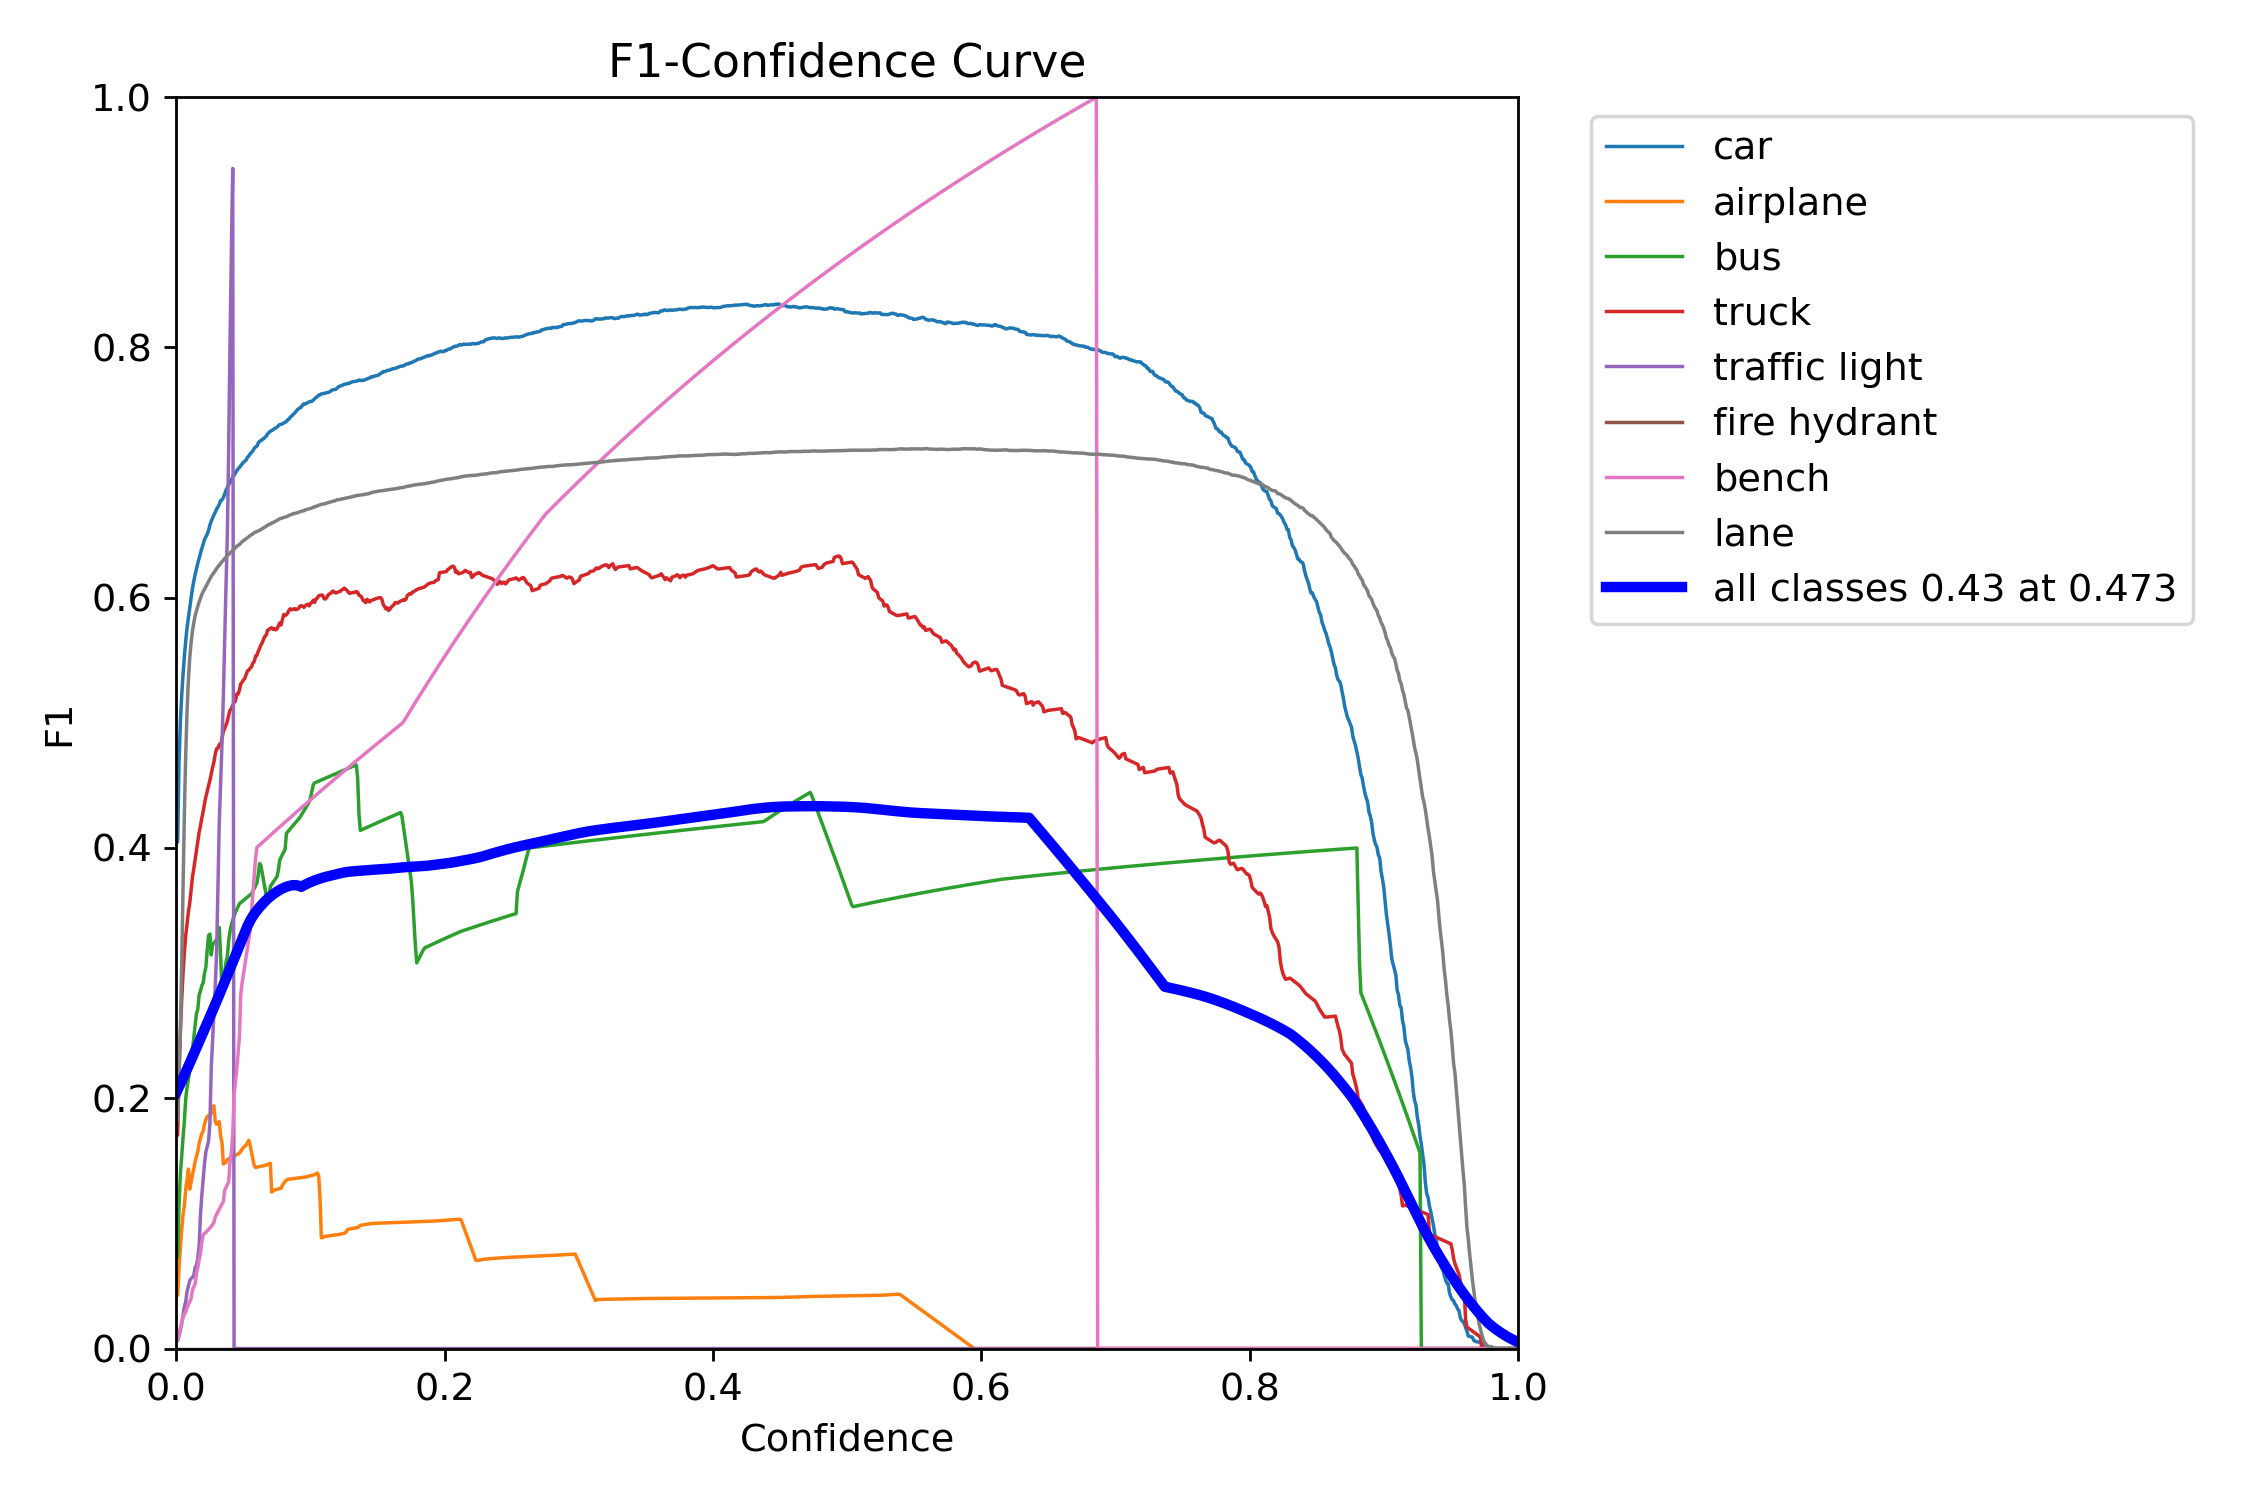 F1-Confidence Curve
1.0
0.8
0.6
0.4
0.2
0.0
F1
0.0 0.2 0.4 0.6 0.8 1.0
Confidence
car
airplane
bus
truck
traffic light
fire hydrant
bench
lane
all classes 0.43 at 0.473